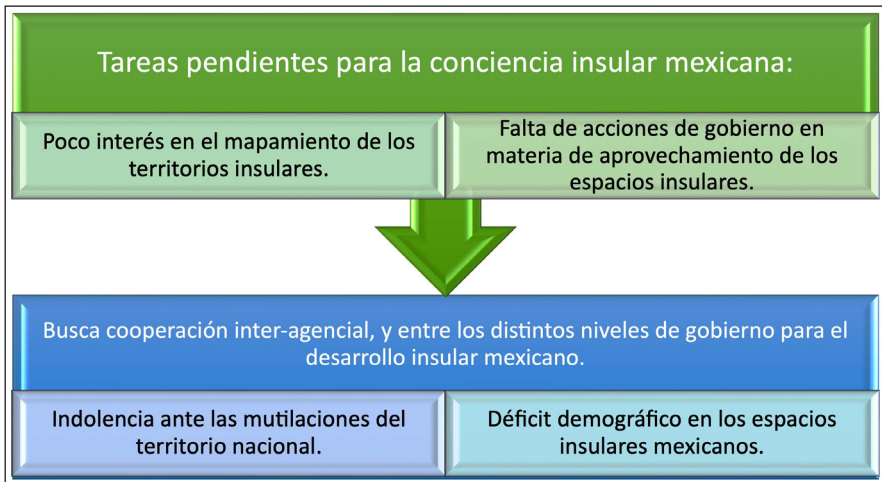 Tareas pendientes para la conciencia insular mexicana:
Poco interés en el mapamiento de los
territorios insulares.
Falta de acciones de gobierno en
materia de aprovechamiento de los
espacios insulares.
Busca cooperación inter-agencial, y entre los distintos niveles de gobierno para el
desarrollo insular mexicano.
Indolencia ante las mutilaciones del
territorio nacional.
Déficit demográfico en los espacios
insulares mexicanos.